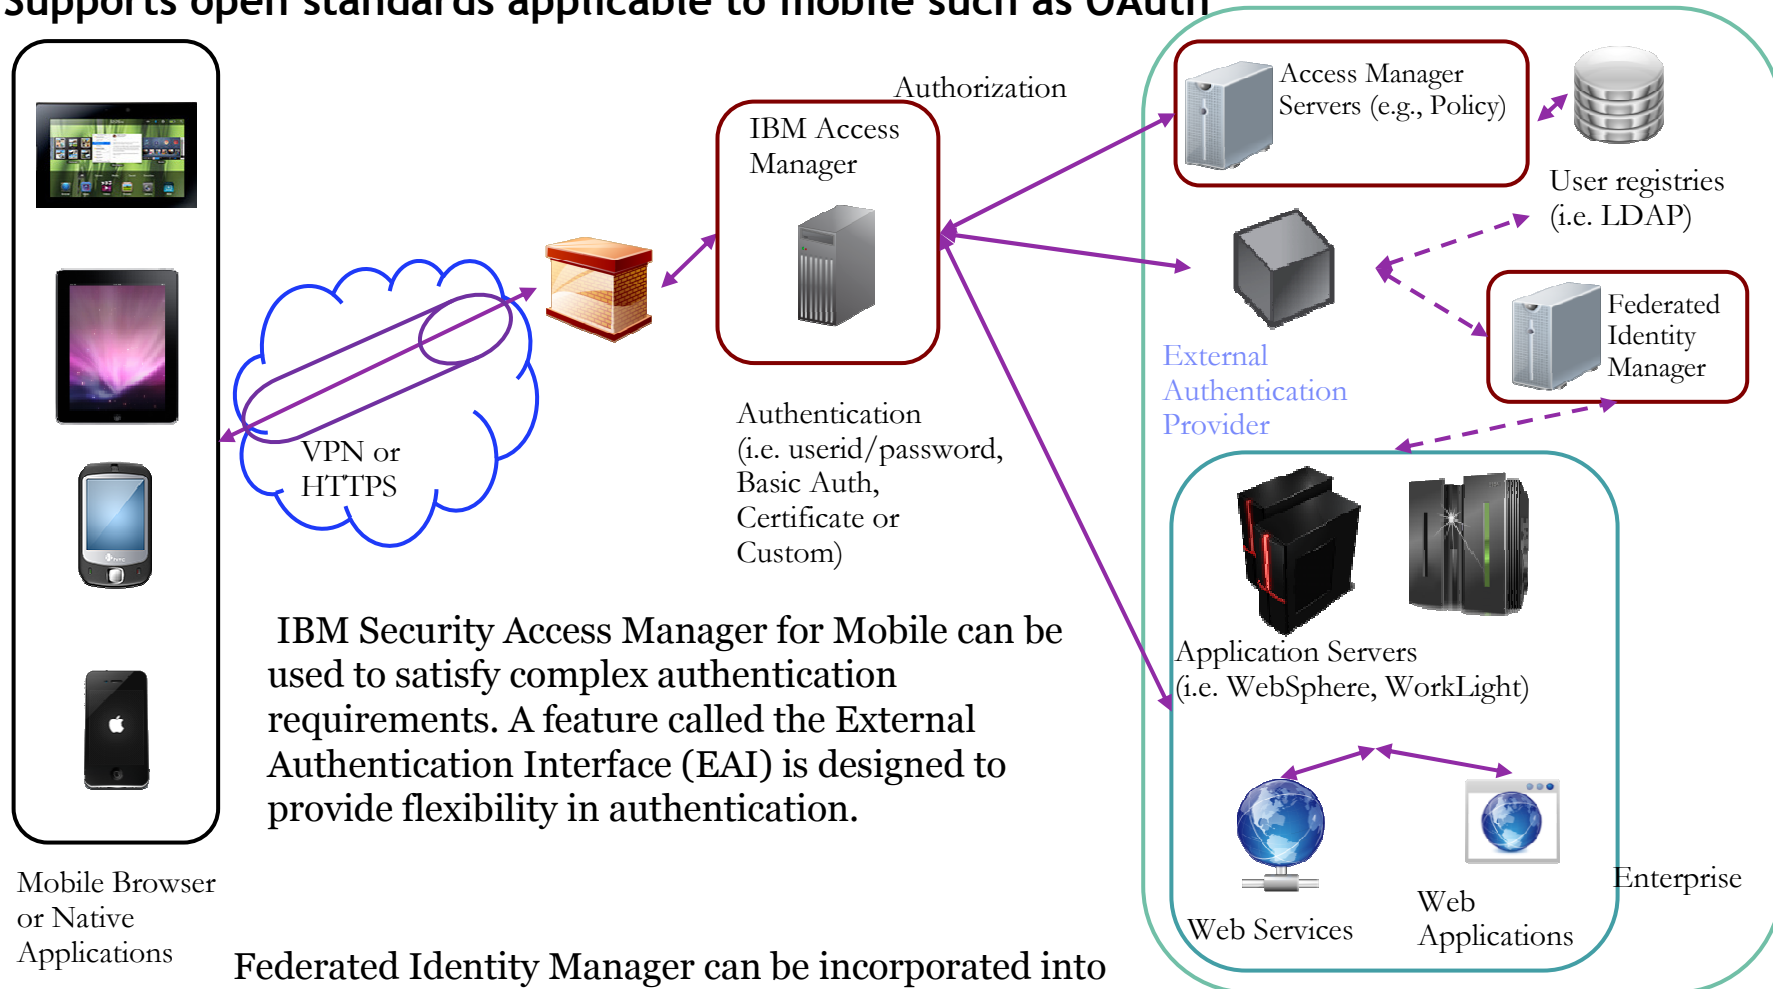 Supports open standards applicable to mobile such as OAuth
Authorization
IBM Access
Manager
Access Manager
Servers (e.g., Policy)
User registries
(i.e. LDAP)
Federated
Identity
Manager
External
Authentication
Provider
VPN or
HTTPS
Authentication
(i.e. userid/password,
Basic Auth,
Certificate or
Custom)
IBM Security Access Manager for Mobile can be
used to satisfy complex authentication
requirements. A feature called the External
Authentication Interface (EAI) is designed to
provide flexibility in authentication.
Application Servers
(i.e. WebSphere, WorkLight)
Web Services
Web
Applications
Enterprise
Mobile Browser
or Native
Applications
Federated Identity Manager can be incorporated into